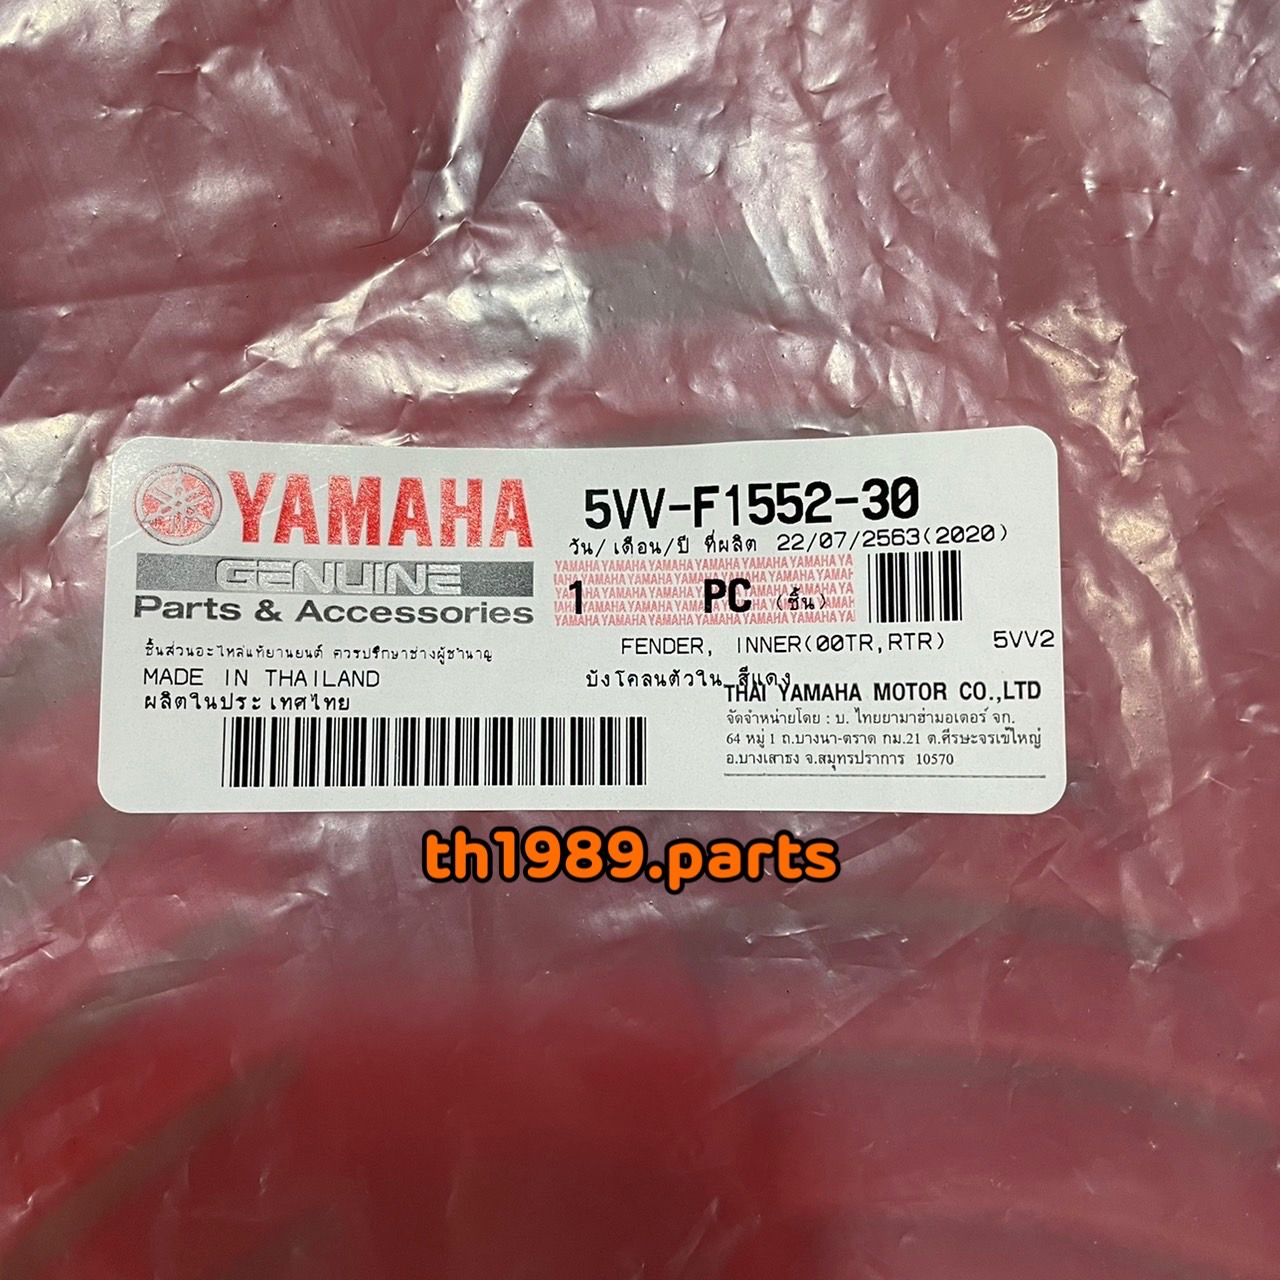 YAMAHA
GENUINE
Parts & Accessories
ชิ้นส่วนอะไหล่แท้ยานยนต์ ควรปรึกษาช่างผู้ชำนาญ
MADE IN THAILAND
ผลิตในประเทศไทย
5VV-F1552-30
วัน/เดือน/ปี ที่ผลิต 22/07/2563(2020)
1 PC (ชิ้น)
FENDER, INNER(00TR,RTR) 5VV2
บังโคลนตัวใน สีแดง
THAI YAMAHA MOTOR CO.,LTD
จัดจำหน่ายโดย : บ. ไทยยามาฮ่ามอเตอร์ จก.
64 หมู่ 1 ถ.บางนา-ตราด กม.21 ต.ศีรษะจรเข้ใหญ่
อ.บางเสาธง จ.สมุทรปราการ 10570
th1989.parts